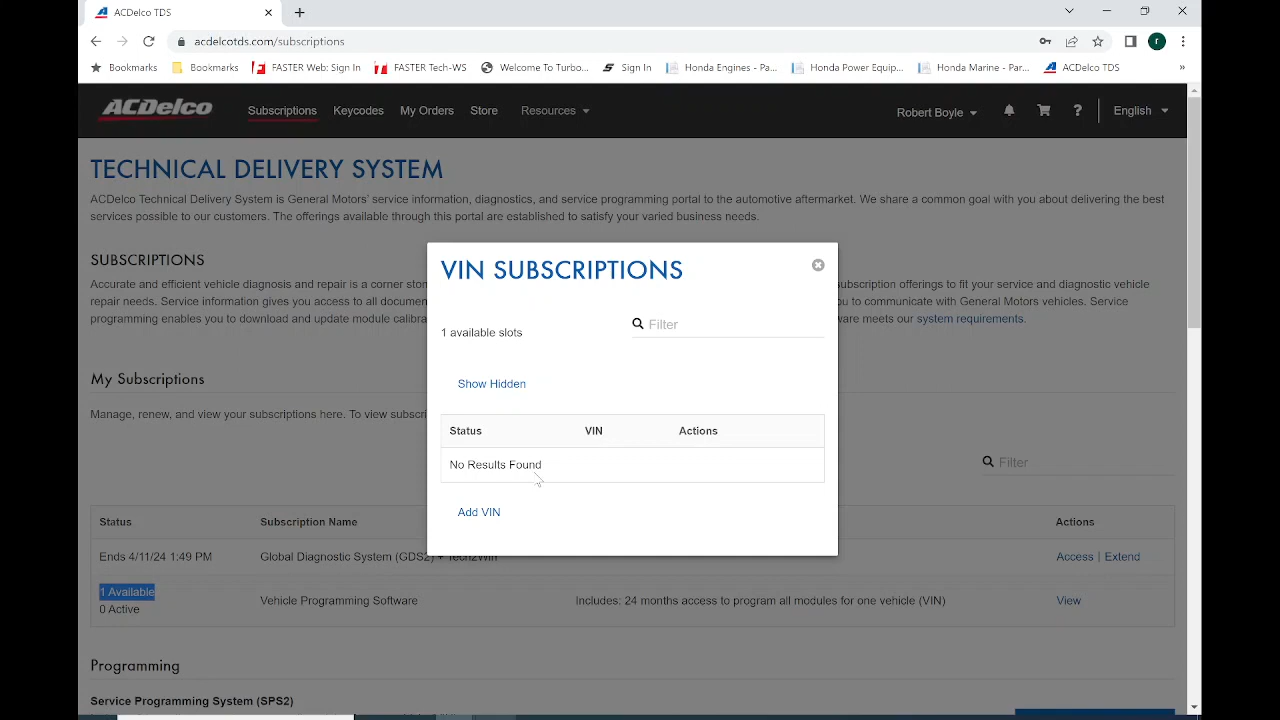 ACDelco TDS
acdelcotds.com/subscriptions
r
Bookmarks
Bookmarks
FASTER Web: Sign In
FASTER Tech-WS
Welcome To Turbo...
Sign In
Honda Engines - Pa...
Honda Power Equip...
Honda Marine - Par...
ACDelco TDS
»
ACDelco
Subscriptions
Keycodes
My Orders
Store
Resources
Robert Boyle
?
English
TECHNICAL DELIVERY SYSTEM
ACDelco Technical Delivery System is General Motors' service information, diagnostics, and service programming portal to the automotive aftermarket. We share a common goal with you about delivering the best
services possible to our customers. The offerings available through this portal are established to satisfy your varied business needs.
SUBSCRIPTIONS
Accurate and efficient vehicle diagnosis and repair is a corner ston
subscription offerings to fit your service and diagnostic vehicle
repair needs. Service information gives you access to all docume
ou to communicate with General Motors vehicles. Service
programming enables you to download and update module calibra
ware meets our system requirements.
My Subscriptions
Manage, renew, and view your subscriptions here. To view subscri
Filter
Status
Subscription Name
Actions
Ends 4/11/24 1:49 PM
Global Diagnostic System (GDS2) + Tech2Win
Access | Extend
1 Available
0 Active
Vehicle Programming Software
Includes: 24 months access to program all modules for one vehicle (VIN)
View
Programming
Service Programming System (SPS2)
VIN SUBSCRIPTIONS
1 available slots
Filter
Show Hidden
Status
VIN
Actions
No Results Found
Add VIN